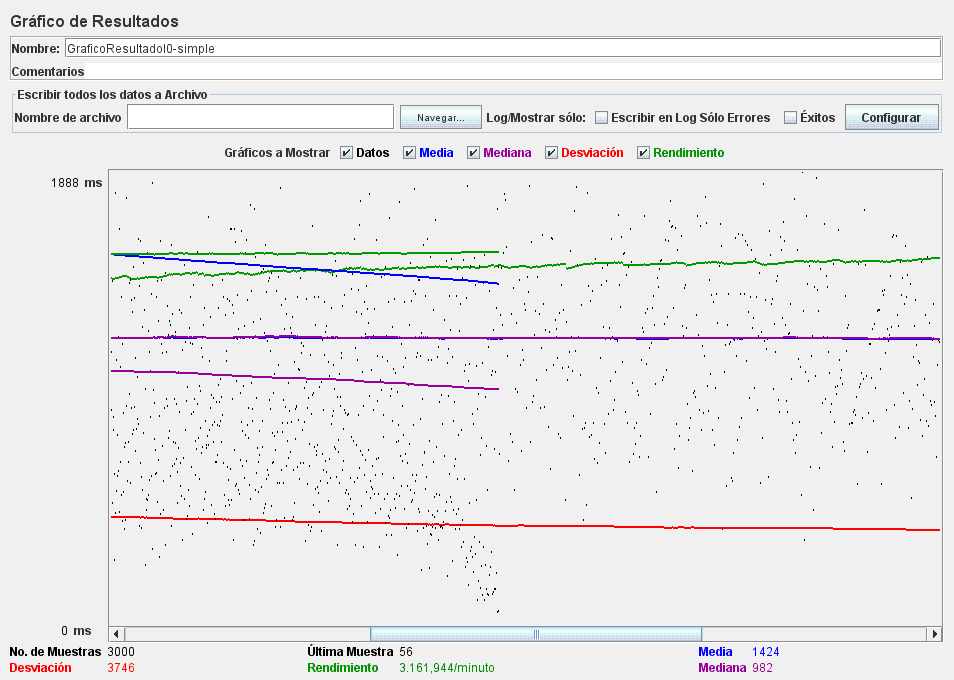 Gráfico de Resultados
Nombre: GraficoResultadoI0-simple
Comentarios
Escribir todos los datos a Archivo
Nombre de archivo Navegar... Log/Mostrar sólo: Escribir en Log Sólo Errores Éxitos Configurar
Gráficos a Mostrar Datos Media Mediana Desviación Rendimiento
1888 ms
0 ms
No. de Muestras 3000 Última Muestra 56 Media 1424
Desviación 3746 Rendimiento 3.161,944/minuto Mediana 982